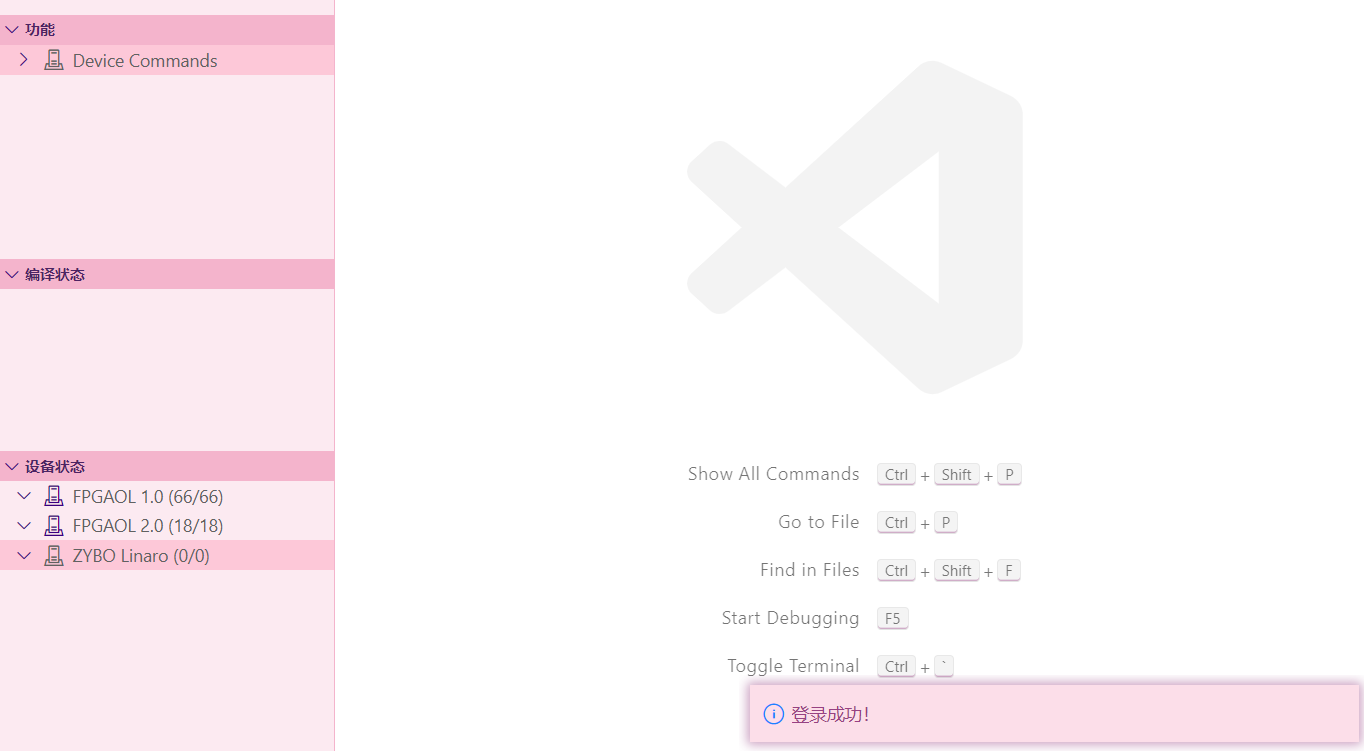 功能
Device Commands
编译状态
设备状态
FPGAOL 1.0 (66/66)
FPGAOL 2.0 (18/18)
ZYBO Linaro (0/0)
Show All Commands Ctrl + Shift + P
Go to File Ctrl + P
Find in Files Ctrl + Shift + F
Start Debugging F5
Toggle Terminal Ctrl + `
登录成功！